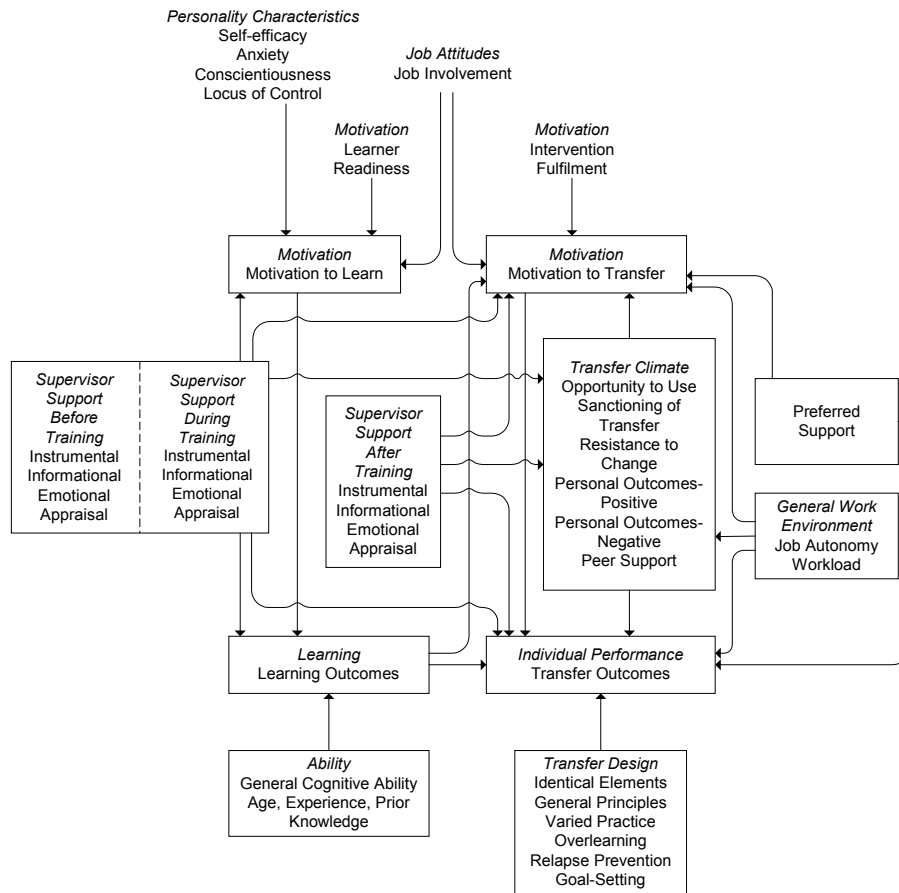 Personality Characteristics
Self-efficacy
Anxiety
Conscientiousness
Locus of Control
Job Attitudes
Job Involvement
Motivation
Learner
Readiness
Motivation
Intervention
Fulfilment
Motivation
Motivation to Learn
Motivation
Motivation to Transfer
Supervisor
Support
Before
Training
Instrumental
Informational
Emotional
Appraisal
Supervisor
Support
During
Training
Instrumental
Informational
Emotional
Appraisal
Supervisor
Support
After
Training
Instrumental
Informational
Emotional
Appraisal
Transfer Climate
Opportunity to Use
Sanctioning of
Transfer
Resistance to
Change
Personal Outcomes-
Positive
Personal Outcomes-
Negative
Peer Support
Preferred
Support
General Work
Environment
Job Autonomy
Workload
Learning
Learning Outcomes
Individual Performance
Transfer Outcomes
Ability
General Cognitive Ability
Age, Experience, Prior
Knowledge
Transfer Design
Identical Elements
General Principles
Varied Practice
Overlearning
Relapse Prevention
Goal-Setting